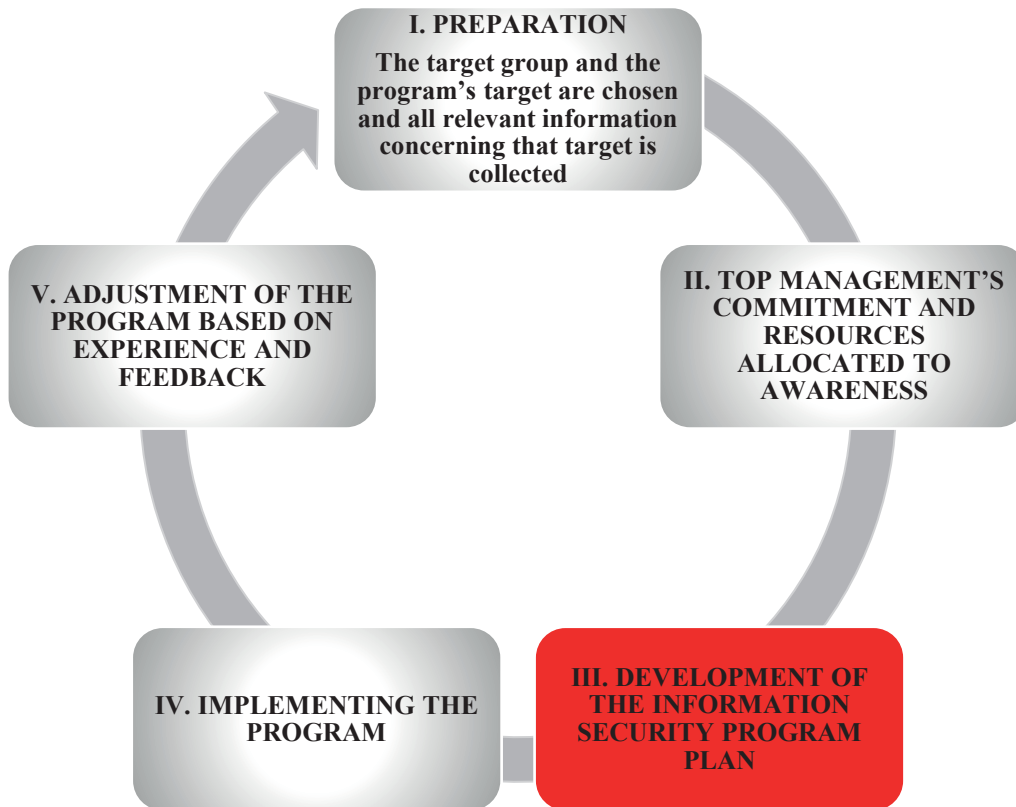 I. PREPARATION
The target group and the
program’s target are chosen
and all relevant information
concerning that target is
collected
II. TOP MANAGEMENT’S
COMMITMENT AND
RESOURCES
ALLOCATED TO
AWARENESS
III. DEVELOPMENT OF
THE INFORMATION
SECURITY PROGRAM
PLAN
IV. IMPLEMENTING THE
PROGRAM
V. ADJUSTMENT OF THE
PROGRAM BASED ON
EXPERIENCE AND
FEEDBACK